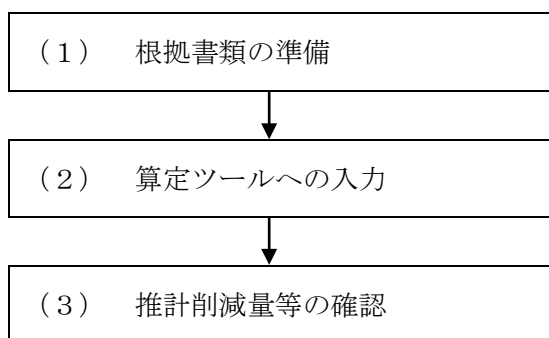 （１）　根拠書類の準備
（２）　算定ツールへの入力
（３）　推計削減量等の確認